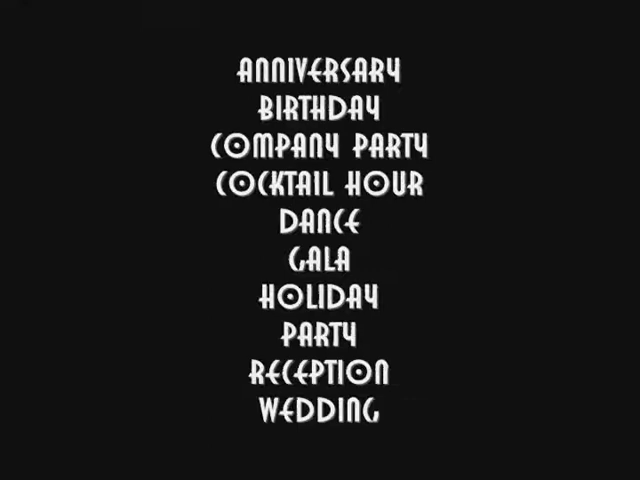 ANNIVERSARY
BIRTHDAY
COMPANY PARTY
COCKTAIL HOUR
DANCE
GALA
HOLIDAY
PARTY
RECEPTION
WEDDING